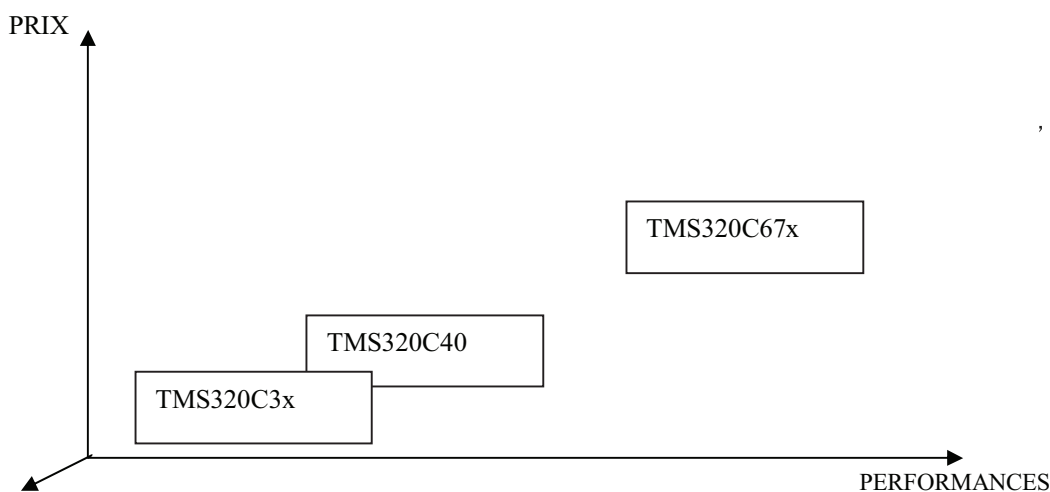 PRIX
,
TMS320C67x
TMS320C40
TMS320C3x
PERFORMANCES